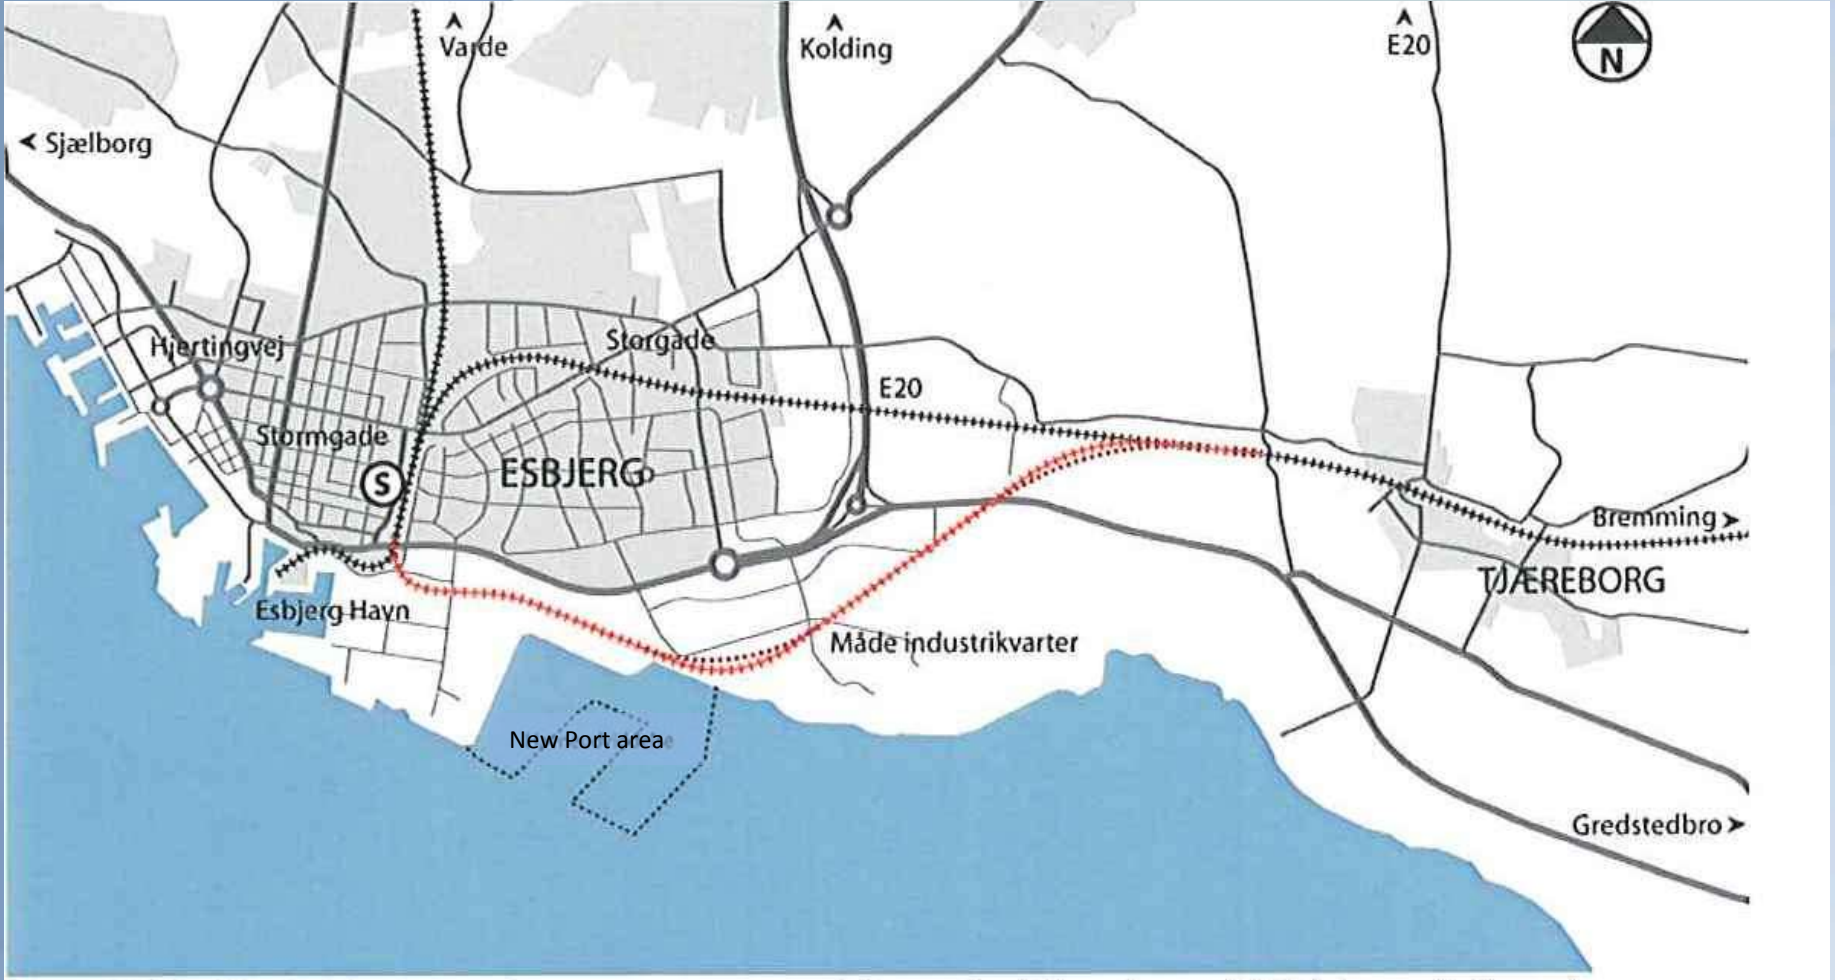 Varde
Kolding
E20
N
Sjælborg
Hjertingvej
Storgade
E20
Stormgade
S
ESBJERG
Bremming
TJÆREBORG
Esbjerg Havn
Måde industrikvarter
New Port area
Gredstedbro